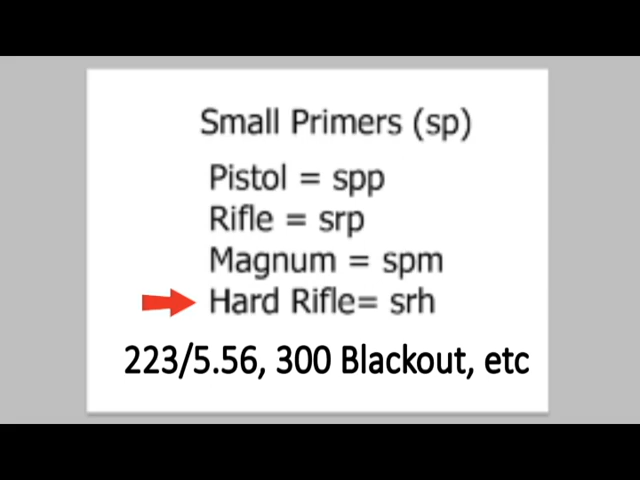 Small Primers (sp)
Pistol = spp
Rifle = srp
Magnum = spm
Hard Rifle= srh
223/5.56, 300 Blackout, etc